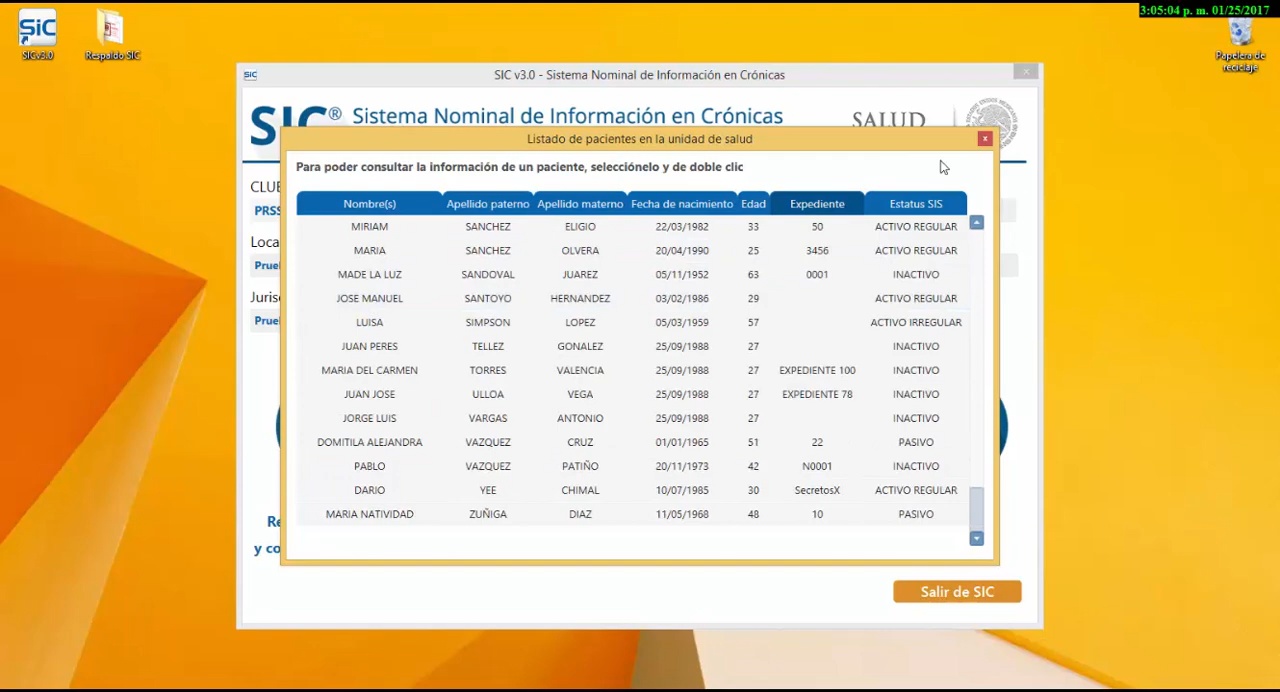 3:05:04 p. m. 01/25/2017
SiC
SICv3.0
Respaldo SIC
Papelera de
reciclaje
SiC
SIC v3.0 - Sistema Nominal de Información en Crónicas
SIC® Sistema Nominal de Información en Crónicas
SALUD
Listado de pacientes en la unidad de salud
Para poder consultar la información de un paciente, selecciónelo y de doble clic
CLUE
PRSS
Loca
Prue
Juris
Prue
Nombre(s) Apellido paterno Apellido materno Fecha de nacimiento Edad Expediente Estatus SIS
MIRIAM SANCHEZ ELIGIO 22/03/1982 33 50 ACTIVO REGULAR
MARIA SANCHEZ OLVERA 20/04/1990 25 3456 ACTIVO REGULAR
MADE LA LUZ SANDOVAL JUAREZ 05/11/1952 63 0001 INACTIVO
JOSE MANUEL SANTOYO HERNANDEZ 03/02/1986 29 ACTIVO REGULAR
LUISA SIMPSON LOPEZ 05/03/1959 57 ACTIVO IRREGULAR
JUAN PERES TELLEZ GONALEZ 25/09/1988 27 INACTIVO
MARIA DEL CARMEN TORRES VALENCIA 25/09/1988 27 EXPEDIENTE 100 INACTIVO
JUAN JOSE ULLOA VEGA 25/09/1988 27 EXPEDIENTE 78 INACTIVO
JORGE LUIS VARGAS ANTONIO 25/09/1988 27 INACTIVO
DOMITILA ALEJANDRA VAZQUEZ CRUZ 01/01/1965 51 22 PASIVO
PABLO VAZQUEZ PATIÑO 20/11/1973 42 N0001 INACTIVO
DARIO YEE CHIMAL 10/07/1985 30 SecretosX ACTIVO REGULAR
MARIA NATIVIDAD ZUÑIGA DIAZ 11/05/1968 48 10 PASIVO
Re
y co
Salir de SIC